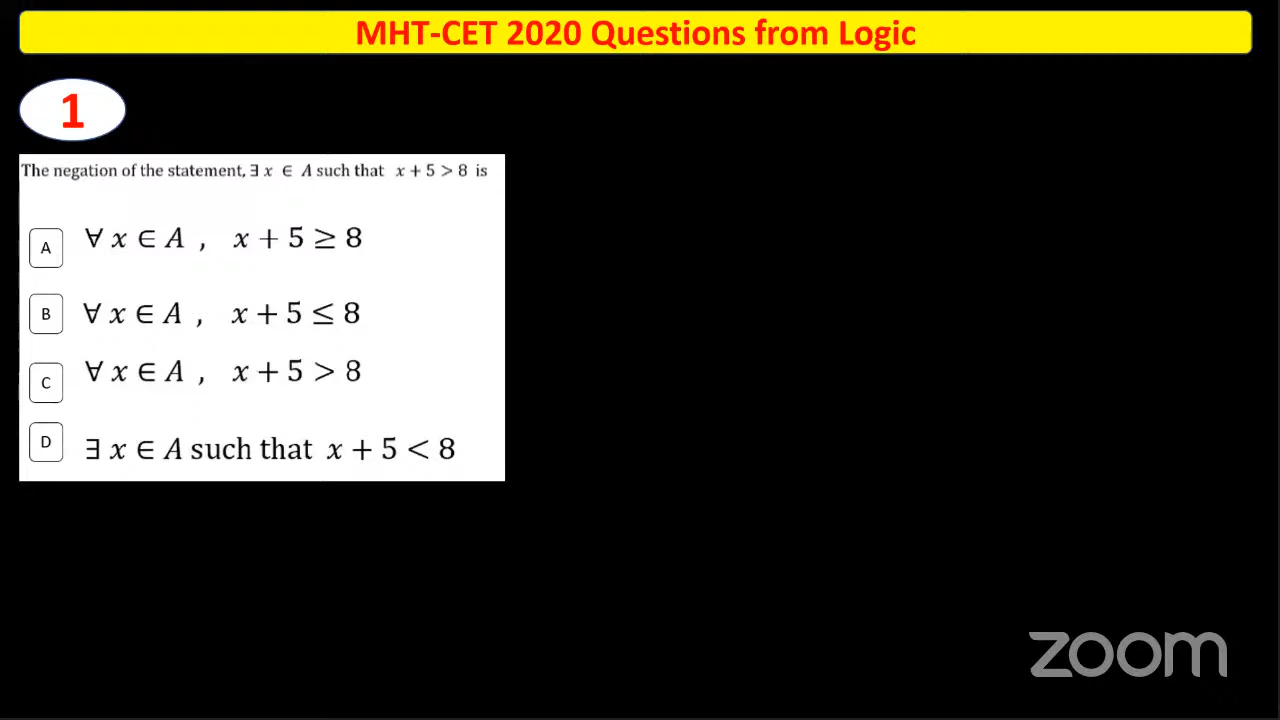 MHT-CET 2020 Questions from Logic
1
The negation of the statement, ∃ x ∈ A such that x + 5 > 8 is
A ∀ x ∈ A , x + 5 ≥ 8
B ∀ x ∈ A , x + 5 ≤ 8
C ∀ x ∈ A , x + 5 > 8
D ∃ x ∈ A such that x + 5 < 8
zoom